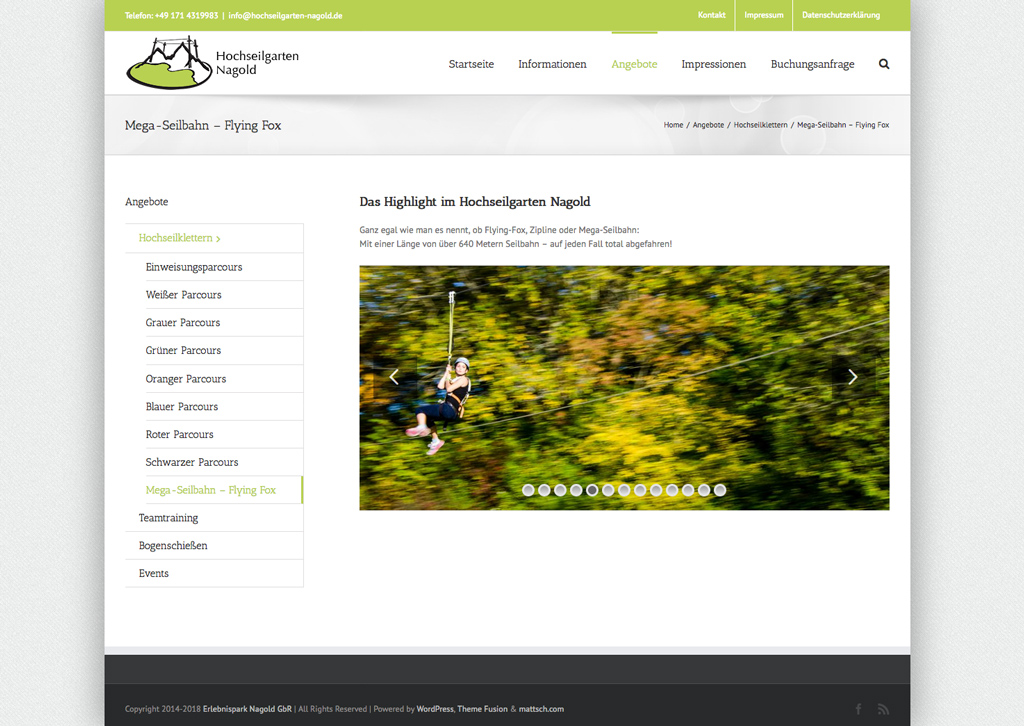 Telefon: +49 171 4319983 | info@hochseilgarten-nagold.de
Kontakt
Impressum
Datenschutzerklärung
Hochseilgarten
Nagold
Startseite
Informationen
Angebote
Impressionen
Buchungsanfrage
Mega-Seilbahn – Flying Fox
Home / Angebote / Hochseilklettern / Mega-Seilbahn – Flying Fox
Angebote
Hochseilklettern
Einweisungsparcours
Weißer Parcours
Grauer Parcours
Grüner Parcours
Oranger Parcours
Blauer Parcours
Roter Parcours
Schwarzer Parcours
Mega-Seilbahn – Flying Fox
Teamtraining
Bogenschießen
Events
Das Highlight im Hochseilgarten Nagold
Ganz egal wie man es nennt, ob Flying-Fox, Zipline oder Mega-Seilbahn:
Mit einer Länge von über 640 Metern Seilbahn – auf jeden Fall total abgefahren!
Copyright 2014-2018 Erlebnispark Nagold GbR | All Rights Reserved | Powered by WordPress, Theme Fusion & mattsch.com